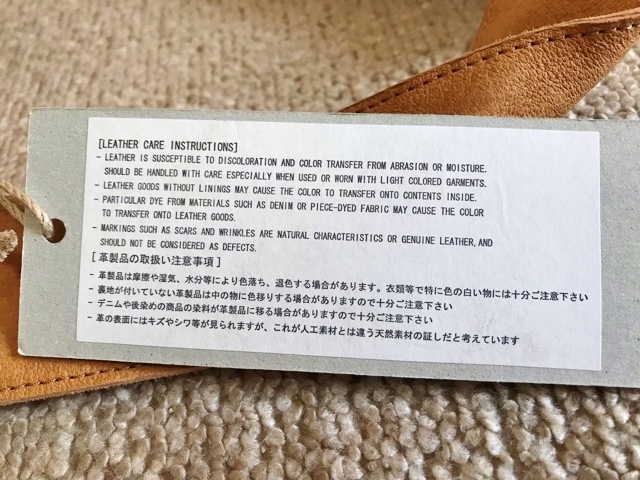 [LEATHER CARE INSTRUCTIONS]
- LEATHER IS SUSCEPTIBLE TO DISCOLORATION AND COLOR TRANSFER FROM ABRASION OR MOISTURE.
SHOULD BE HANDLED WITH CARE ESPECIALLY WHEN USED OR WORN WITH LIGHT COLORED GARMENTS.
- LEATHER GOODS WITHOUT LININGS MAY CAUSE THE COLOR TO TRANSFER ONTO CONTENTS INSIDE.
- PARTICULAR DYE FROM MATERIALS SUCH AS DENIM OR PIECE-DYED FABRIC MAY CAUSE THE COLOR
TO TRANSFER ONTO LEATHER GOODS.
- MARKINGS SUCH AS SCARS AND WRINKLES ARE NATURAL CHARACTERISTICS OR GENUINE LEATHER, AND
SHOULD NOT BE CONSIDERED AS DEFECTS.
[革製品の取扱い注意事項]
- 革製品は摩擦や湿気、水分等により色落ち、退色する場合があります。衣類等で特に色の白い物には十分ご注意下さい
- 裏地が付いていない革製品は中の物に色移りする場合がありますので十分ご注意下さい
- デニムや後染めの商品の染料が革製品に移る場合がありますので十分ご注意下さい
- 革の表面にはキズやシワ等が見られますが、これが人工素材とは違う天然素材の証しだと考えています